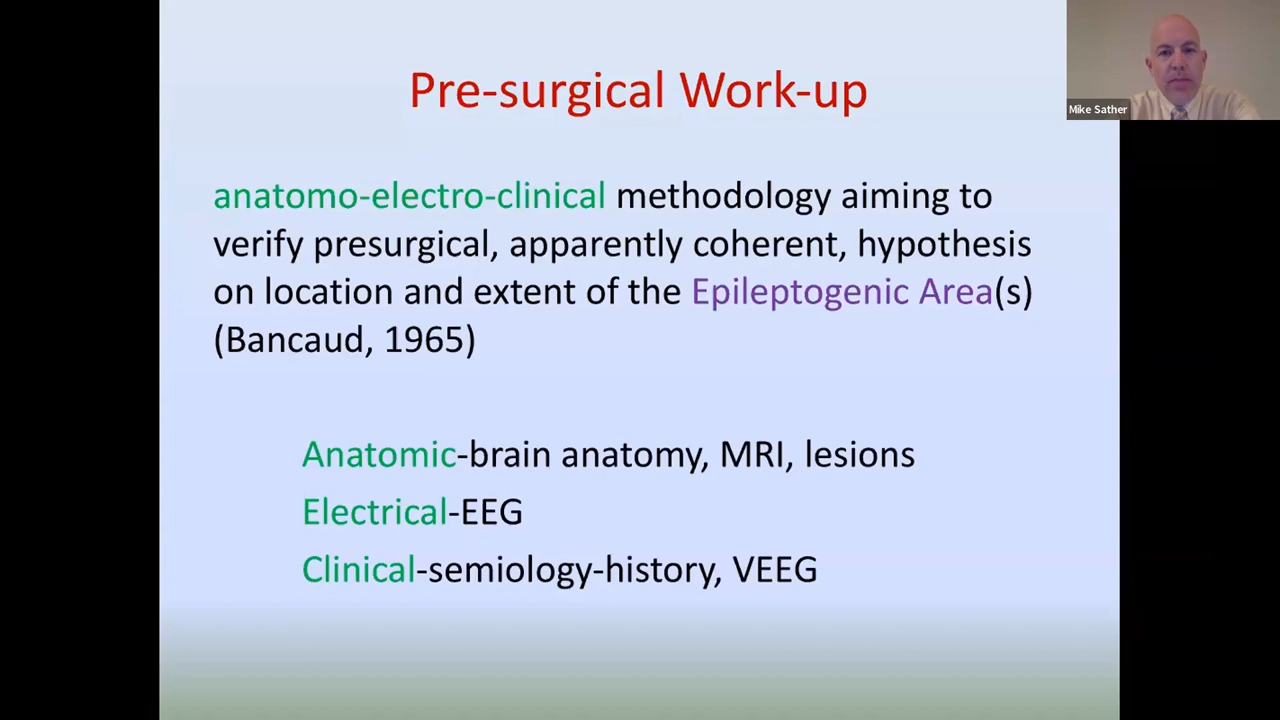 Pre-surgical Work-up
Mike Sather
anatomo-electro-clinical methodology aiming to
verify presurgical, apparently coherent, hypothesis
on location and extent of the Epileptogenic Area(s)
(Bancaud, 1965)
Anatomic-brain anatomy, MRI, lesions
Electrical-EEG
Clinical-semiology-history, VEEG